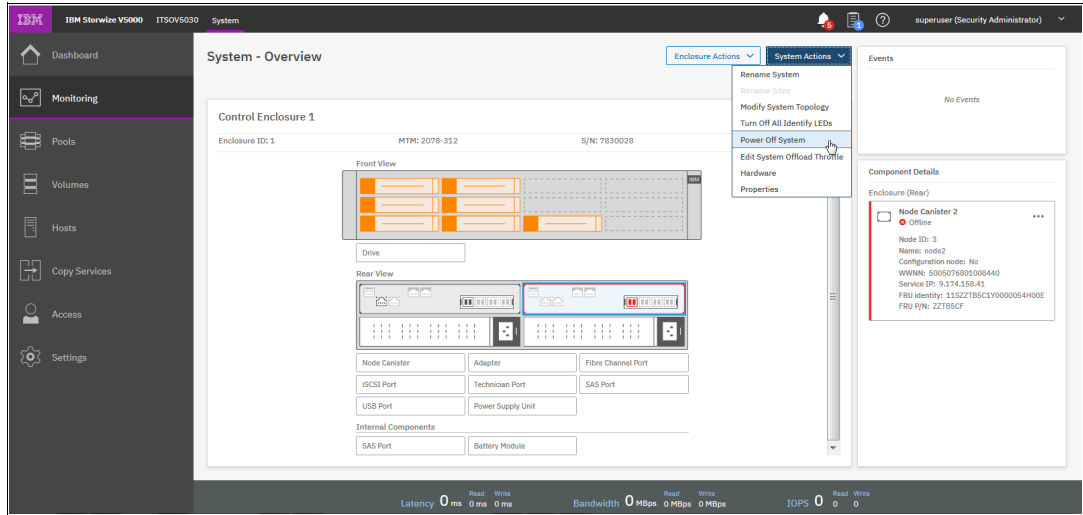 IBM IBM Storwize V5000 ITSOV5030 System 5 1 ? superuser (Security Administrator)
Dashboard
Monitoring
Pools
Volumes
Hosts
Copy Services
Access
Settings
System - Overview
Enclosure Actions
System Actions
Rename System
Rename Sites
Modify System Topology
Turn Off All Identify LEDs
Power Off System
Edit System Offload Throttle
Hardware
Properties
Control Enclosure 1
Enclosure ID: 1 MTM: 2078-312 S/N: 7830028
Front View
IBM
Drive
Rear View
Node Canister Adapter Fibre Channel Port
iSCSI Port Technician Port SAS Port
USB Port Power Supply Unit
Internal Components
SAS Port Battery Module
Events
No Events
Component Details
Enclosure (Rear)
Node Canister 2
Offline
Node ID: 3
Name: node2
Configuration node: No
WWNN: 5005076801008440
Service IP: 9.174.158.41
FRU identity: 11SZZTB5C1Y0000054H00E
FRU P/N: ZZTB5CF
Read Write
Latency 0 ms 0 ms 0 ms
Read Write
Bandwidth 0 MBps 0 MBps 0 MBps
Read Write
IOPS 0 0 0